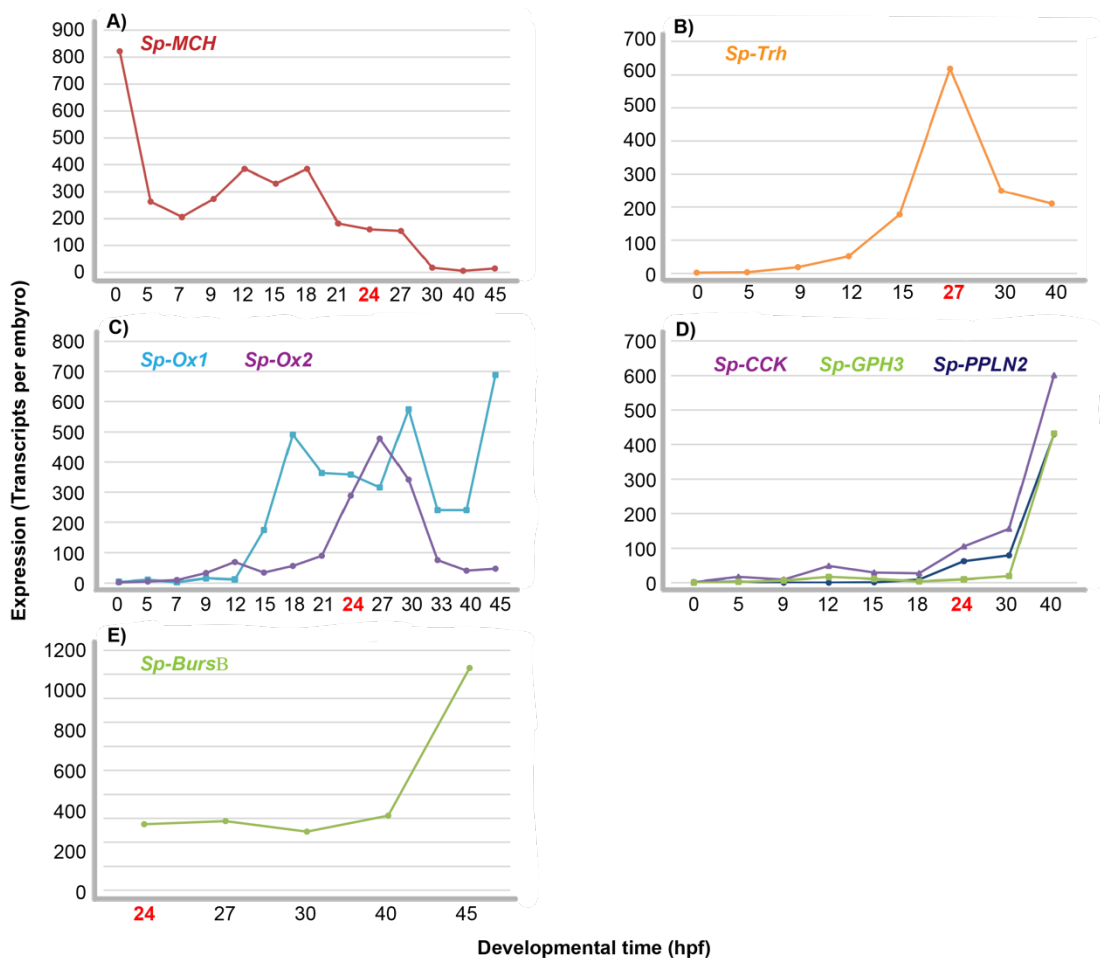 A)
Sp-MCH
900
800
700
600
500
400
300
200
100
0
0 5 7 9 12 15 18 21 24 27 30 40 45
B)
Sp-Trh
700
600
500
400
300
200
100
0
0 5 9 12 15 27 30 40
C)
Sp-Ox1 Sp-Ox2
800
700
600
500
400
300
200
100
0
0 5 7 9 12 15 18 21 24 27 30 33 40 45
D)
Sp-CCK Sp-GPH3 Sp-PPLN2
700
600
500
400
300
200
100
0
0 5 9 12 15 18 24 30 40
E)
Sp-BursB
1200
1000
800
600
400
200
0
24 27 30 40 45
Expression (Transcripts per embyro)
Developmental time (hpf)